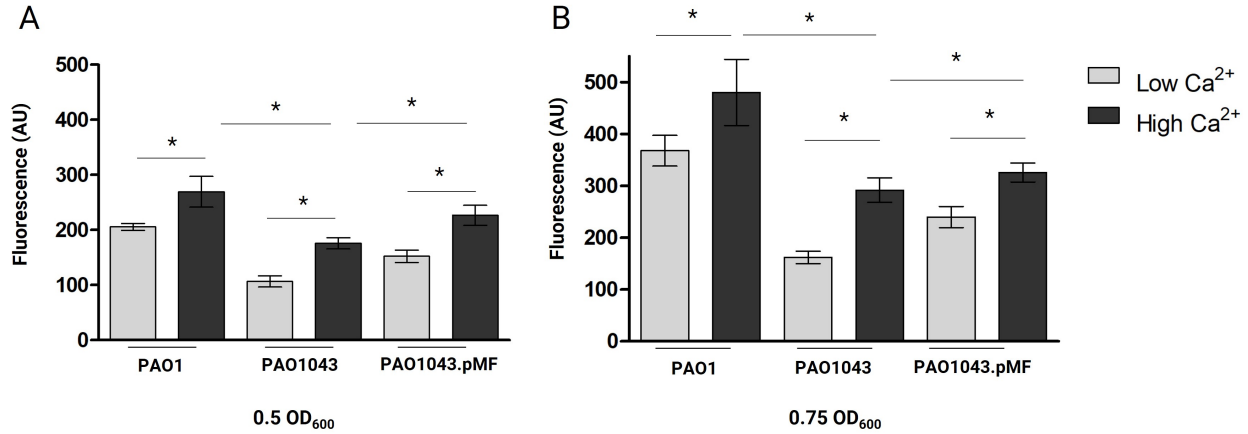 A
Fluorescence (AU)
500
400
300
200
100
0
*
*
*
*
*
PAO1
PAO1043
PAO1043.pMF
0.5 OD600
B
Fluorescence (AU)
500
400
300
200
100
0
*
*
*
*
*
PAO1
PAO1043
PAO1043.pMF
0.75 OD600
Low Ca2+
High Ca2+